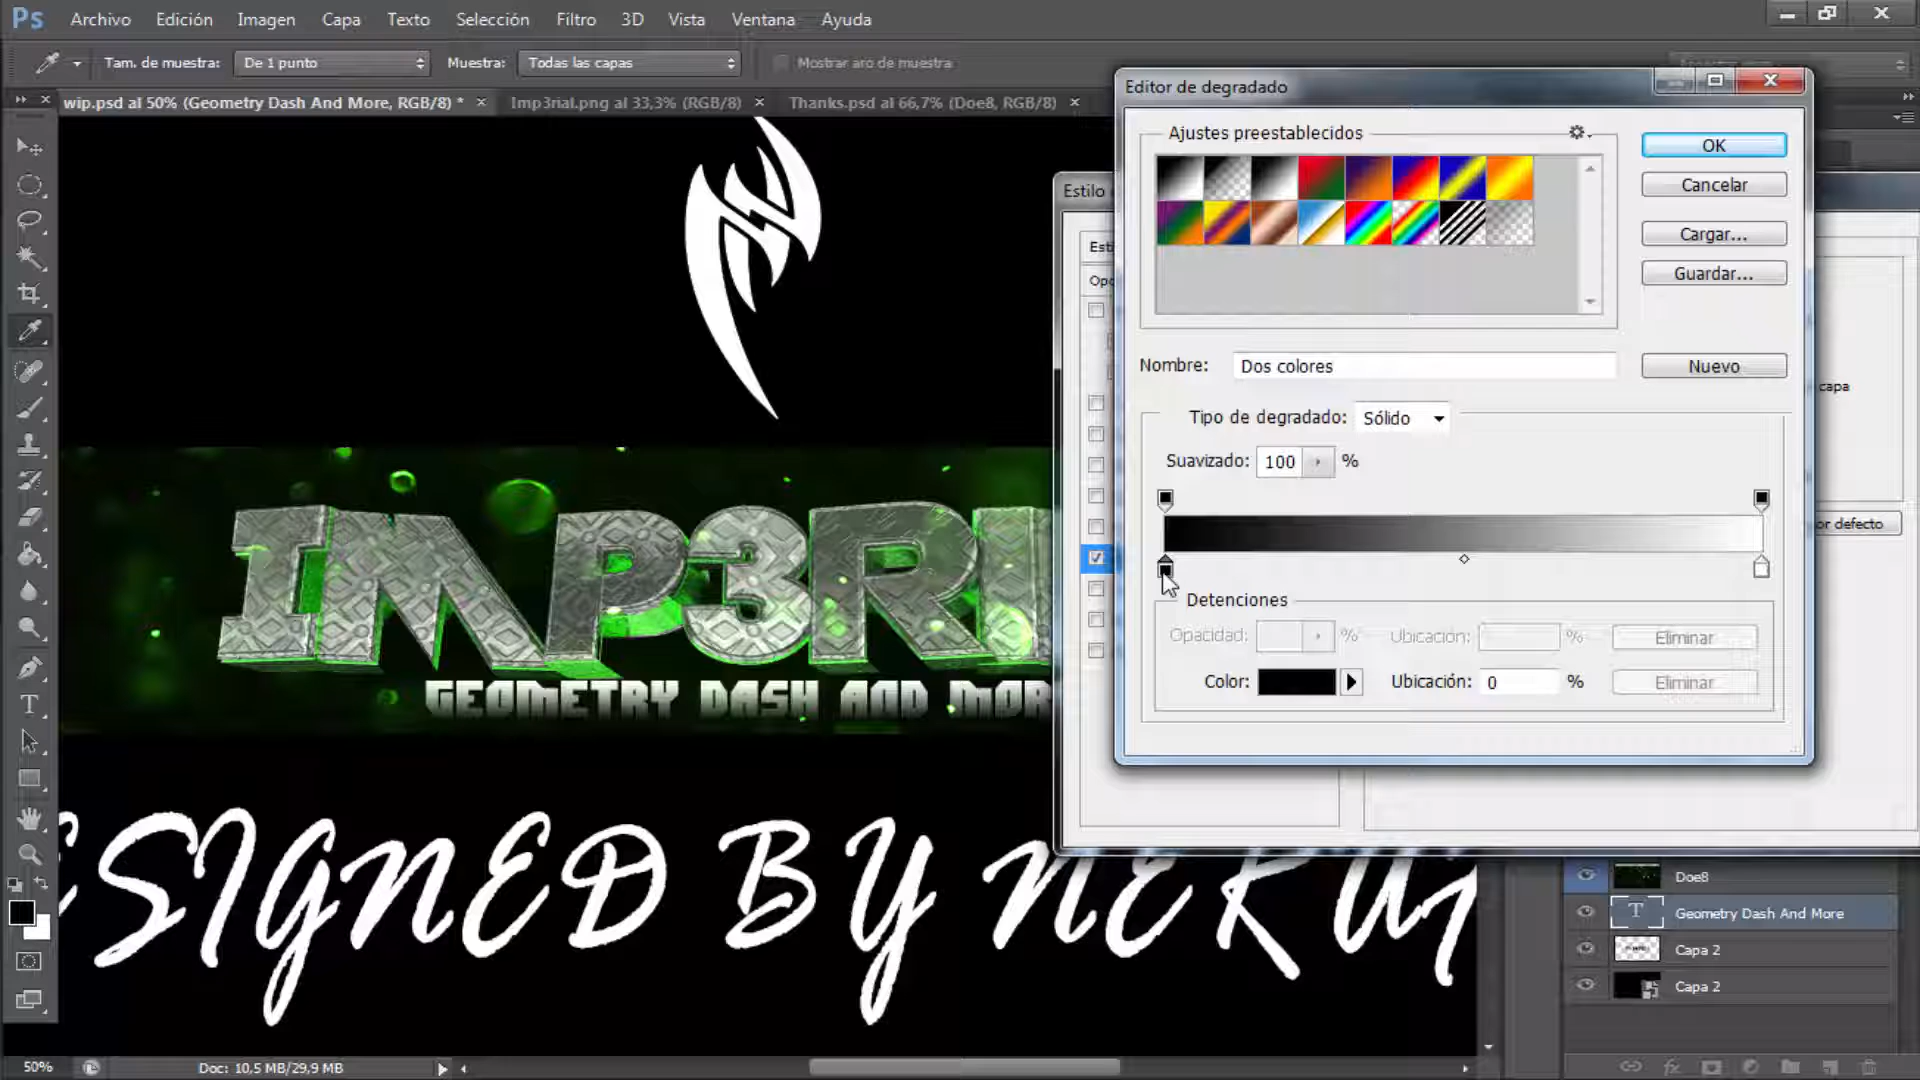 Ps Archivo Edición Imagen Capa Texto Selección Filtro 3D Vista Ventana Ayuda
Tam. de muestra: De 1 punto Muestra: Todas las capas Mostrar aro de muestra
wip.psd al 50% (Geometry Dash And More, RGB/8) * Imp3rial.png al 33,3% (RGB/8) Thanks.psd al 66,7% (Doe8, RGB/8)
Editor de degradado
Ajustes preestablecidos
OK
Cancelar
Cargar...
Guardar...
Estilo
Nombre: Dos colores Nuevo
capa
Tipo de degradado: Sólido
Suavizado: 100 %
or defecto
Detenciones
Opacidad: % Ubicación: % Eliminar
Color: Ubicación: 0 % Eliminar
IMP3RI
GEOMETRY DASH AND MOR
ESIGNED BY NERU
Doe8
T Geometry Dash And More
Capa 2
Capa 2
50% Doc: 10,5 MB/29,9 MB